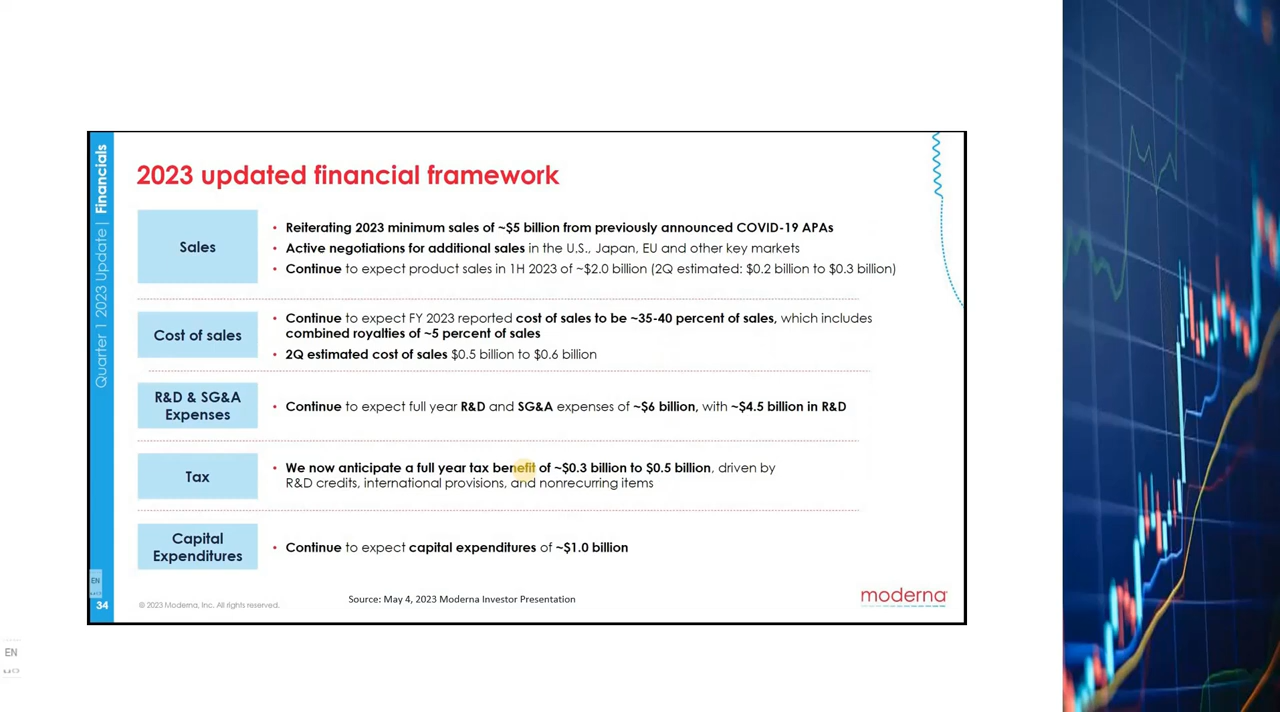 Quarter 1 2023 Update | Financials
2023 updated financial framework
Sales
• Reiterating 2023 minimum sales of ~$5 billion from previously announced COVID-19 APAs
• Active negotiations for additional sales in the U.S., Japan, EU and other key markets
• Continue to expect product sales in 1H 2023 of ~$2.0 billion (2Q estimated: $0.2 billion to $0.3 billion)
Cost of sales
• Continue to expect FY 2023 reported cost of sales to be ~35-40 percent of sales, which includes
combined royalties of ~5 percent of sales
• 2Q estimated cost of sales $0.5 billion to $0.6 billion
R&D & SG&A
Expenses
• Continue to expect full year R&D and SG&A expenses of ~$6 billion, with ~$4.5 billion in R&D
Tax
• We now anticipate a full year tax benefit of ~$0.3 billion to $0.5 billion, driven by
R&D credits, international provisions, and nonrecurring items
Capital
Expenditures
• Continue to expect capital expenditures of ~$1.0 billion
EN
34
© 2023 Moderna, Inc. All rights reserved.
Source: May 4, 2023 Moderna Investor Presentation
moderna
EN